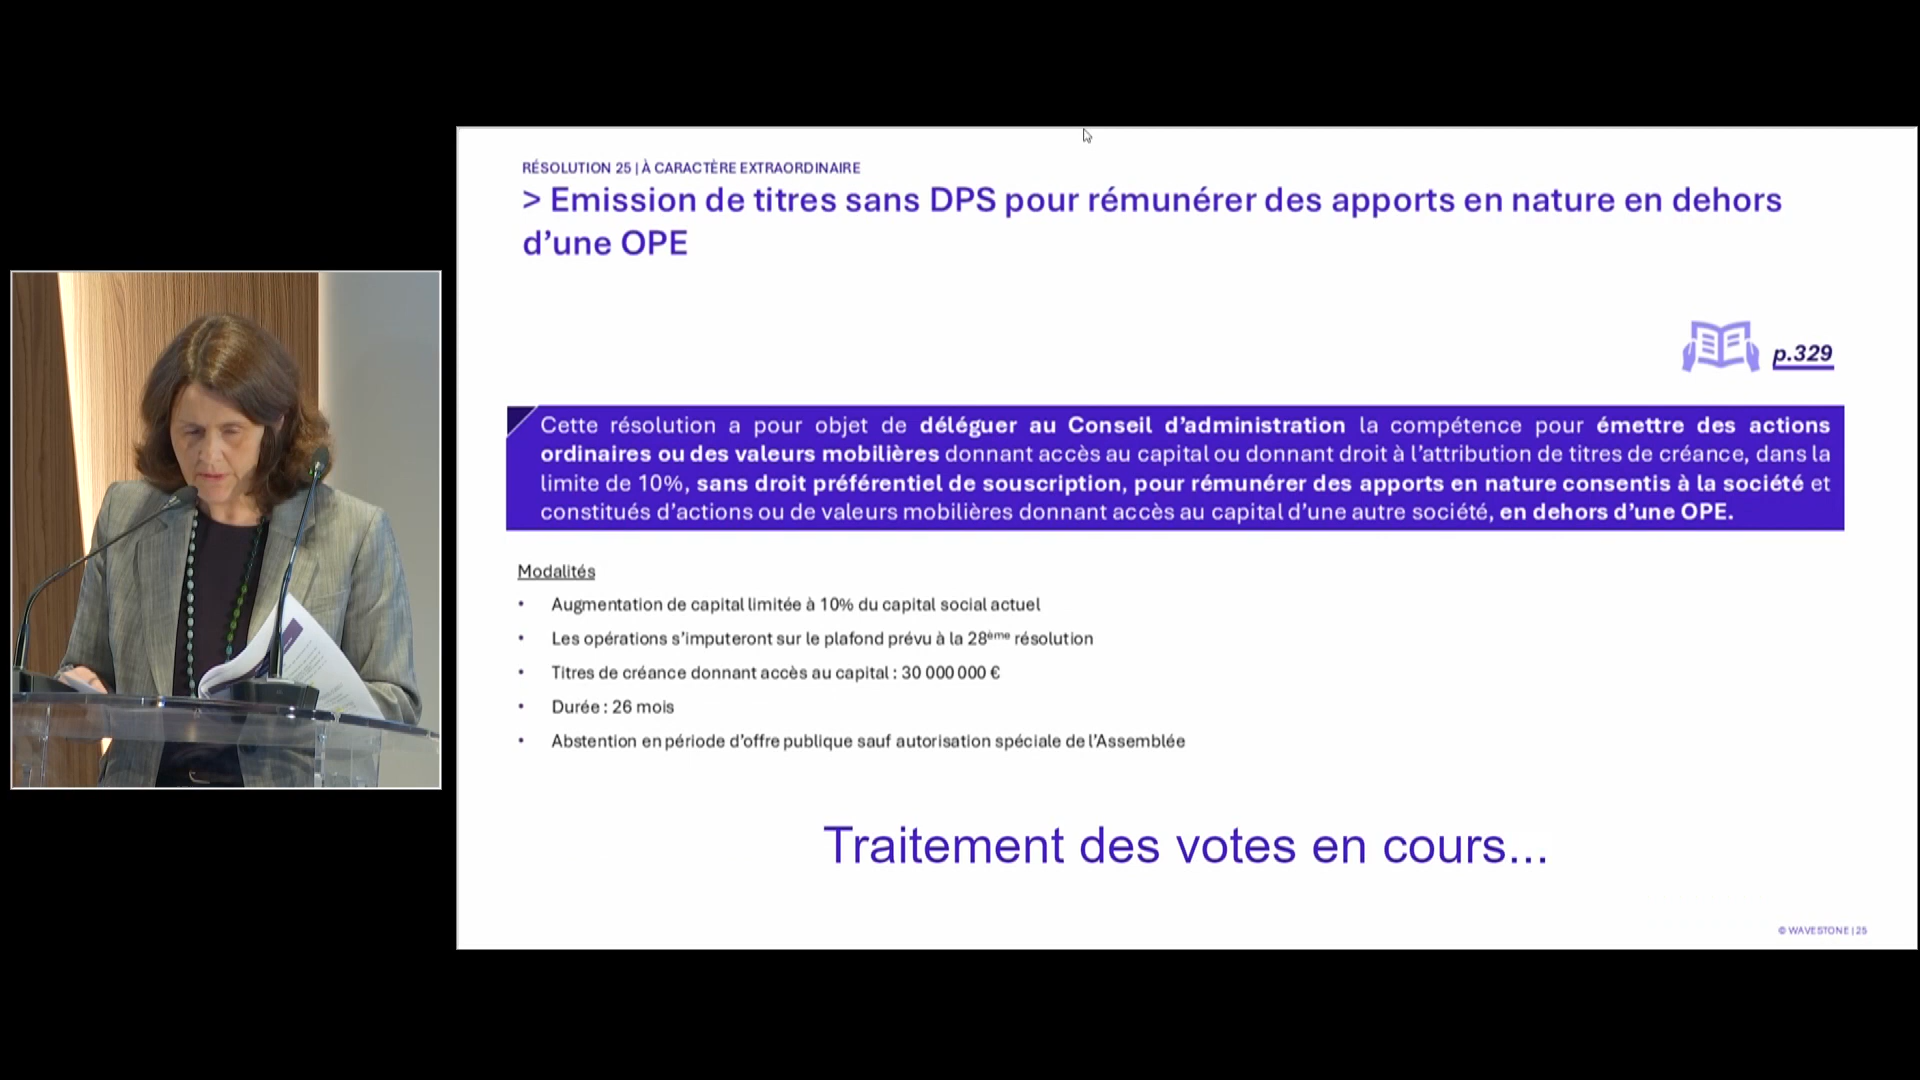 RÉSOLUTION 25 | À CARACTÈRE EXTRAORDINAIRE
> Emission de titres sans DPS pour rémunérer des apports en nature en dehors
d’une OPE
p.329
Cette résolution a pour objet de déléguer au Conseil d’administration la compétence pour émettre des actions
ordinaires ou des valeurs mobilières donnant accès au capital ou donnant droit à l’attribution de titres de créance, dans la
limite de 10%, sans droit préférentiel de souscription, pour rémunérer des apports en nature consentis à la société et
constitués d’actions ou de valeurs mobilières donnant accès au capital d’une autre société, en dehors d’une OPE.
Modalités
• Augmentation de capital limitée à 10% du capital social actuel
• Les opérations s’imputeront sur le plafond prévu à la 28ème résolution
• Titres de créance donnant accès au capital : 30 000 000 €
• Durée : 26 mois
• Abstention en période d’offre publique sauf autorisation spéciale de l’Assemblée
Traitement des votes en cours...
© WAVESTONE | 25